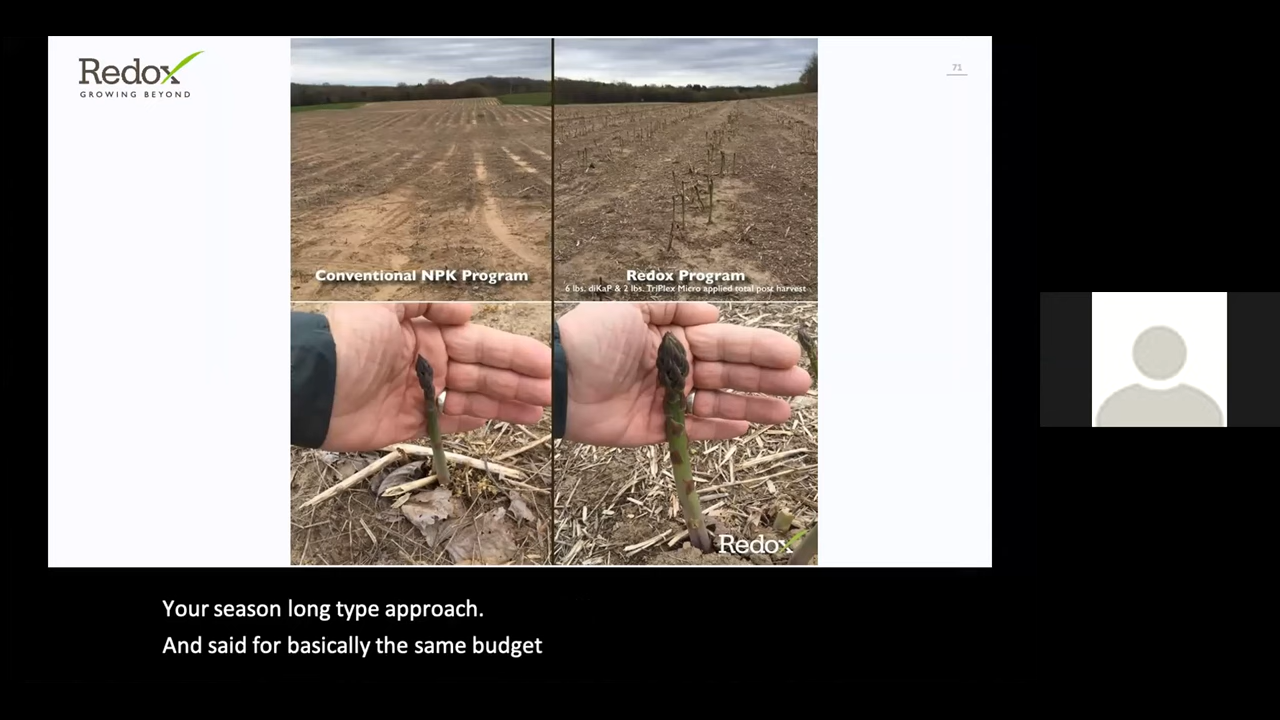 Redox
GROWING BEYOND
71
Conventional NPK Program
Redox Program
6 lbs. diKaP & 2 lbs. TriPlex Micro applied total post harvest
Redox
Your season long type approach.
And said for basically the same budget